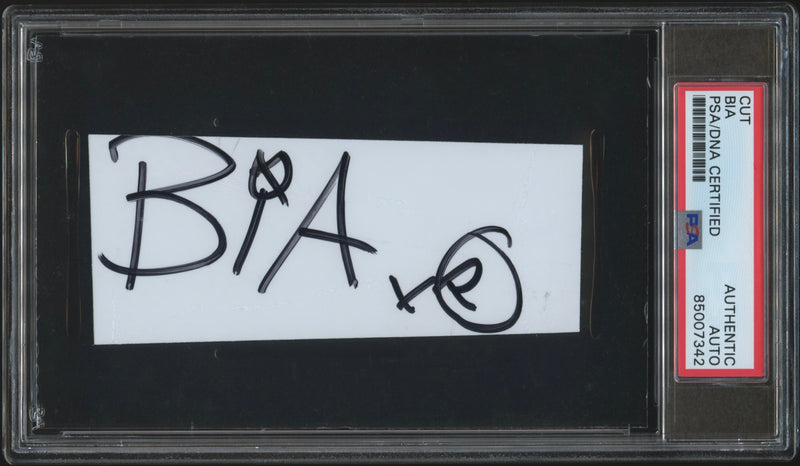 BiA
CUT
BIA
PSA/DNA CERTIFIED
PSA
AUTHENTIC
AUTO
85007342